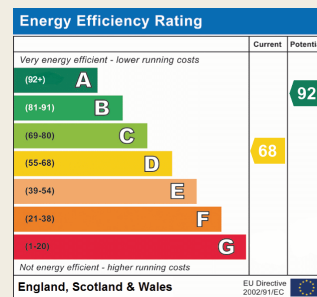 Energy Efficiency Rating
Current Potenti
Very energy efficient - lower running costs
(92+) A
92
(81-91) B
(69-80) C
(55-68) D 68
(39-54) E
(21-38) F
(1-20) G
Not energy efficient - higher running costs
England, Scotland & Wales
EU Directive
2002/91/EC